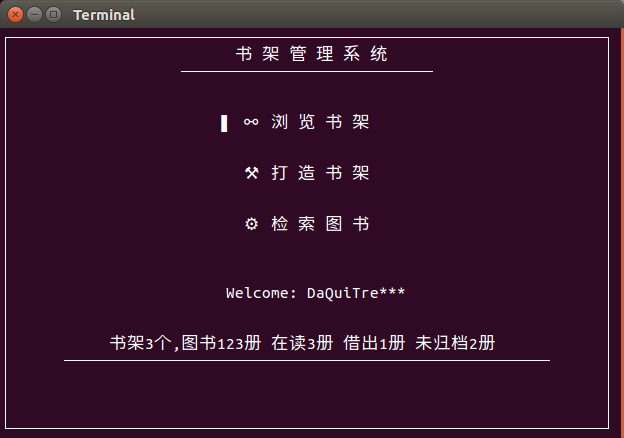 Terminal
书 架 管 理 系 统
⚯ 浏 览 书 架
⚒ 打 造 书 架
⚙ 检 索 图 书
Welcome: DaQuiTre***
书架3个,图书123册 在读3册 借出1册 未归档2册